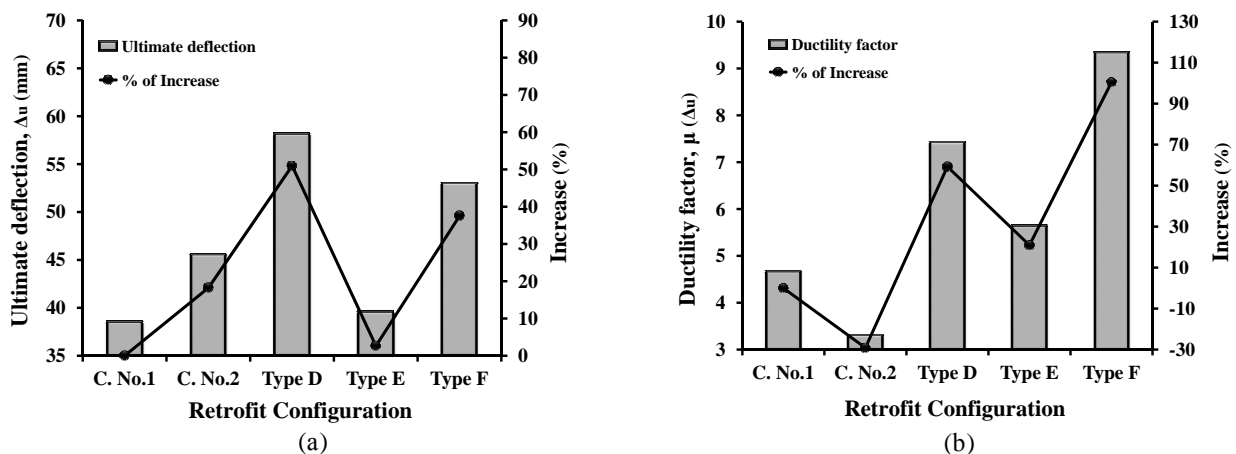 70
65
60
55
50
45
40
35
Ultimate deflection, Δu (mm)
Ultimate deflection
% of Increase
90
80
70
60
50
40
30
20
10
0
Increase (%)
C. No.1 C. No.2 Type D Type E Type F
Retrofit Configuration
(a)
10
9
8
7
6
5
4
3
Ductility factor, μ (Δu)
Ductility factor
% of Increase
130
110
90
70
50
30
10
-10
-30
Increase (%)
C. No.1 C. No.2 Type D Type E Type F
Retrofit Configuration
(b)